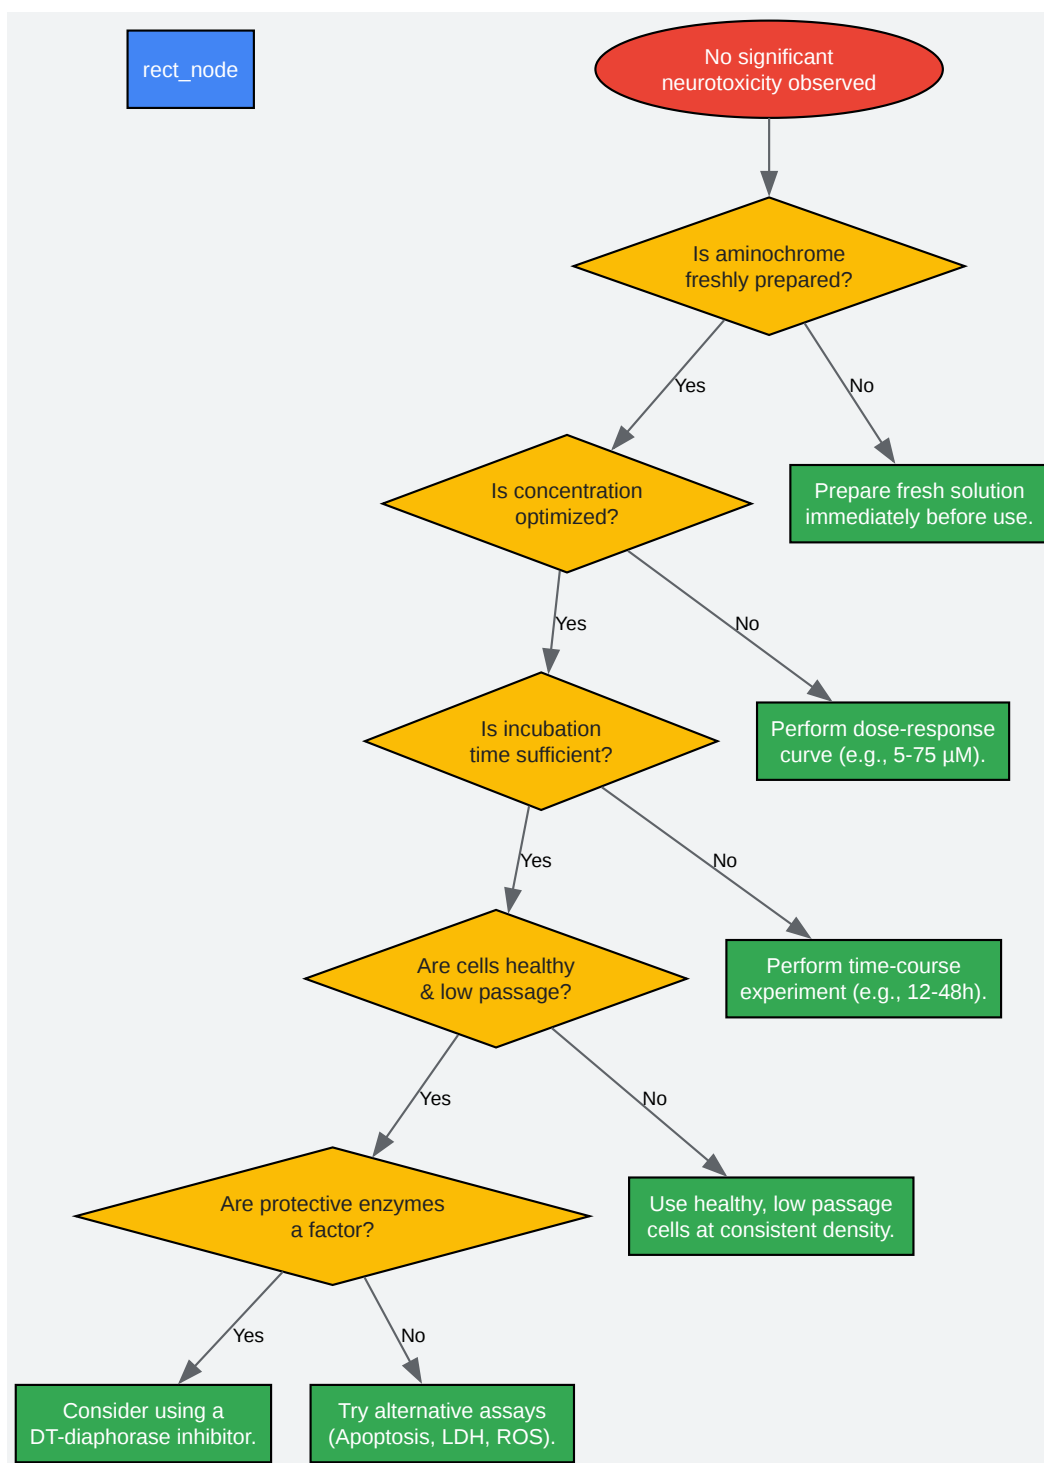 rect_node
No significant
neurotoxicity observed
Is aminochrome
freshly prepared?
Yes
No
Is concentration
optimized?
Prepare fresh solution
immediately before use.
Yes
No
Is incubation
time sufficient?
Perform dose-response
curve (e.g., 5-75 µM).
Yes
No
Are cells healthy
& low passage?
Perform time-course
experiment (e.g., 12-48h).
Yes
No
Are protective enzymes
a factor?
Use healthy, low passage
cells at consistent density.
Yes
No
Consider using a
DT-diaphorase inhibitor.
Try alternative assays
(Apoptosis, LDH, ROS).